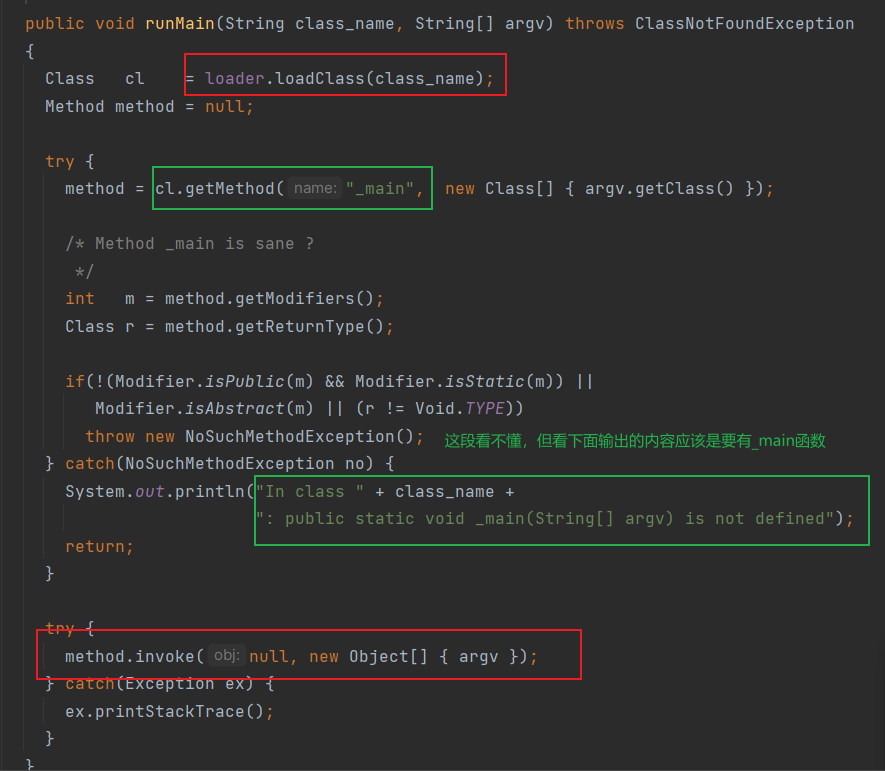 public void runMain(String class_name, String[] argv) throws ClassNotFoundException
{
Class cl = loader.loadClass(class_name);
Method method = null;
try {
method = cl.getMethod( name: "_main", new Class[] { argv.getClass() });
/* Method _main is sane ?
*/
int m = method.getModifiers();
Class r = method.getReturnType();
if(!(Modifier.isPublic(m) && Modifier.isStatic(m)) ||
Modifier.isAbstract(m) || (r != Void.TYPE))
throw new NoSuchMethodException(); 这段看不懂，但看下面输出的内容应该是要有_main函数
} catch(NoSuchMethodException no) {
System.out.println("In class " + class_name +
": public static void _main(String[] argv) is not defined");
return;
}
try {
method.invoke( obj: null, new Object[] { argv });
} catch(Exception ex) {
ex.printStackTrace();
}
}